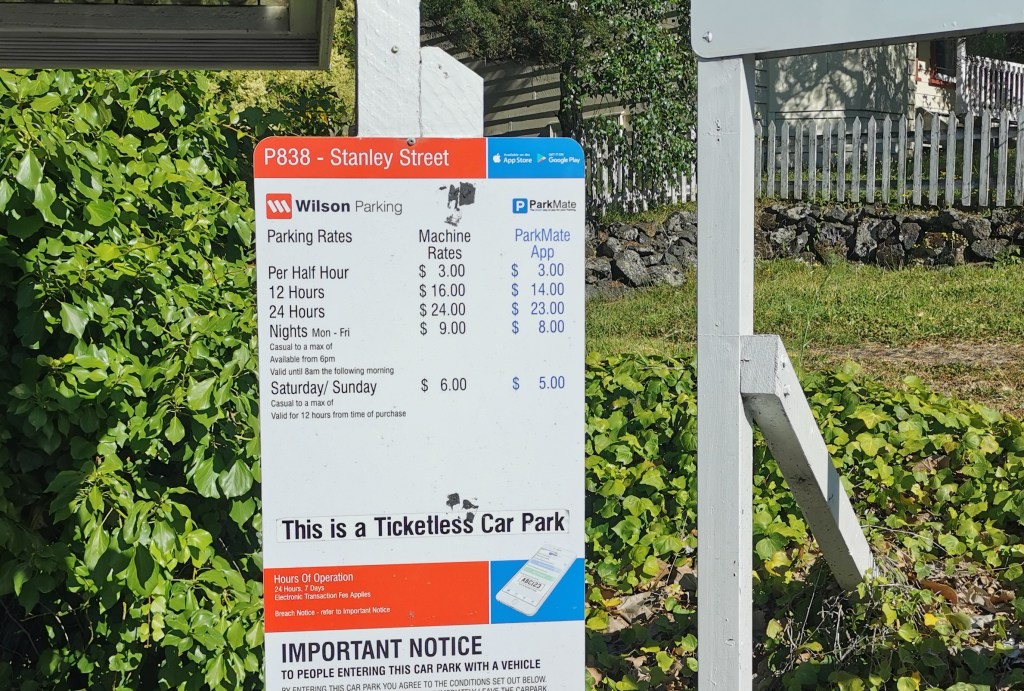 P838 - Stanley Street
Available on the App Store
Google Play
Wilson Parking
ParkMate
Parking Rates Machine Rates ParkMate App
Per Half Hour $ 3.00 $ 3.00
12 Hours $ 16.00 $ 14.00
24 Hours $ 24.00 $ 23.00
Nights Mon - Fri $ 9.00 $ 8.00
Casual to a max of
Available from 6pm
Valid until 8am the following morning
Saturday/ Sunday $ 6.00 $ 5.00
Casual to a max of
Valid for 12 hours from time of purchase
This is a Ticketless Car Park
Hours Of Operation
24 Hours, 7 Days
Electronic Transaction Fee Applies
Breach Notice - refer to Important Notice
IMPORTANT NOTICE
TO PEOPLE ENTERING THIS CAR PARK WITH A VEHICLE
BY ENTERING THIS CAR PARK YOU AGREE TO THE CONDITIONS SET OUT BELOW.
LEAVE THE CARPARK